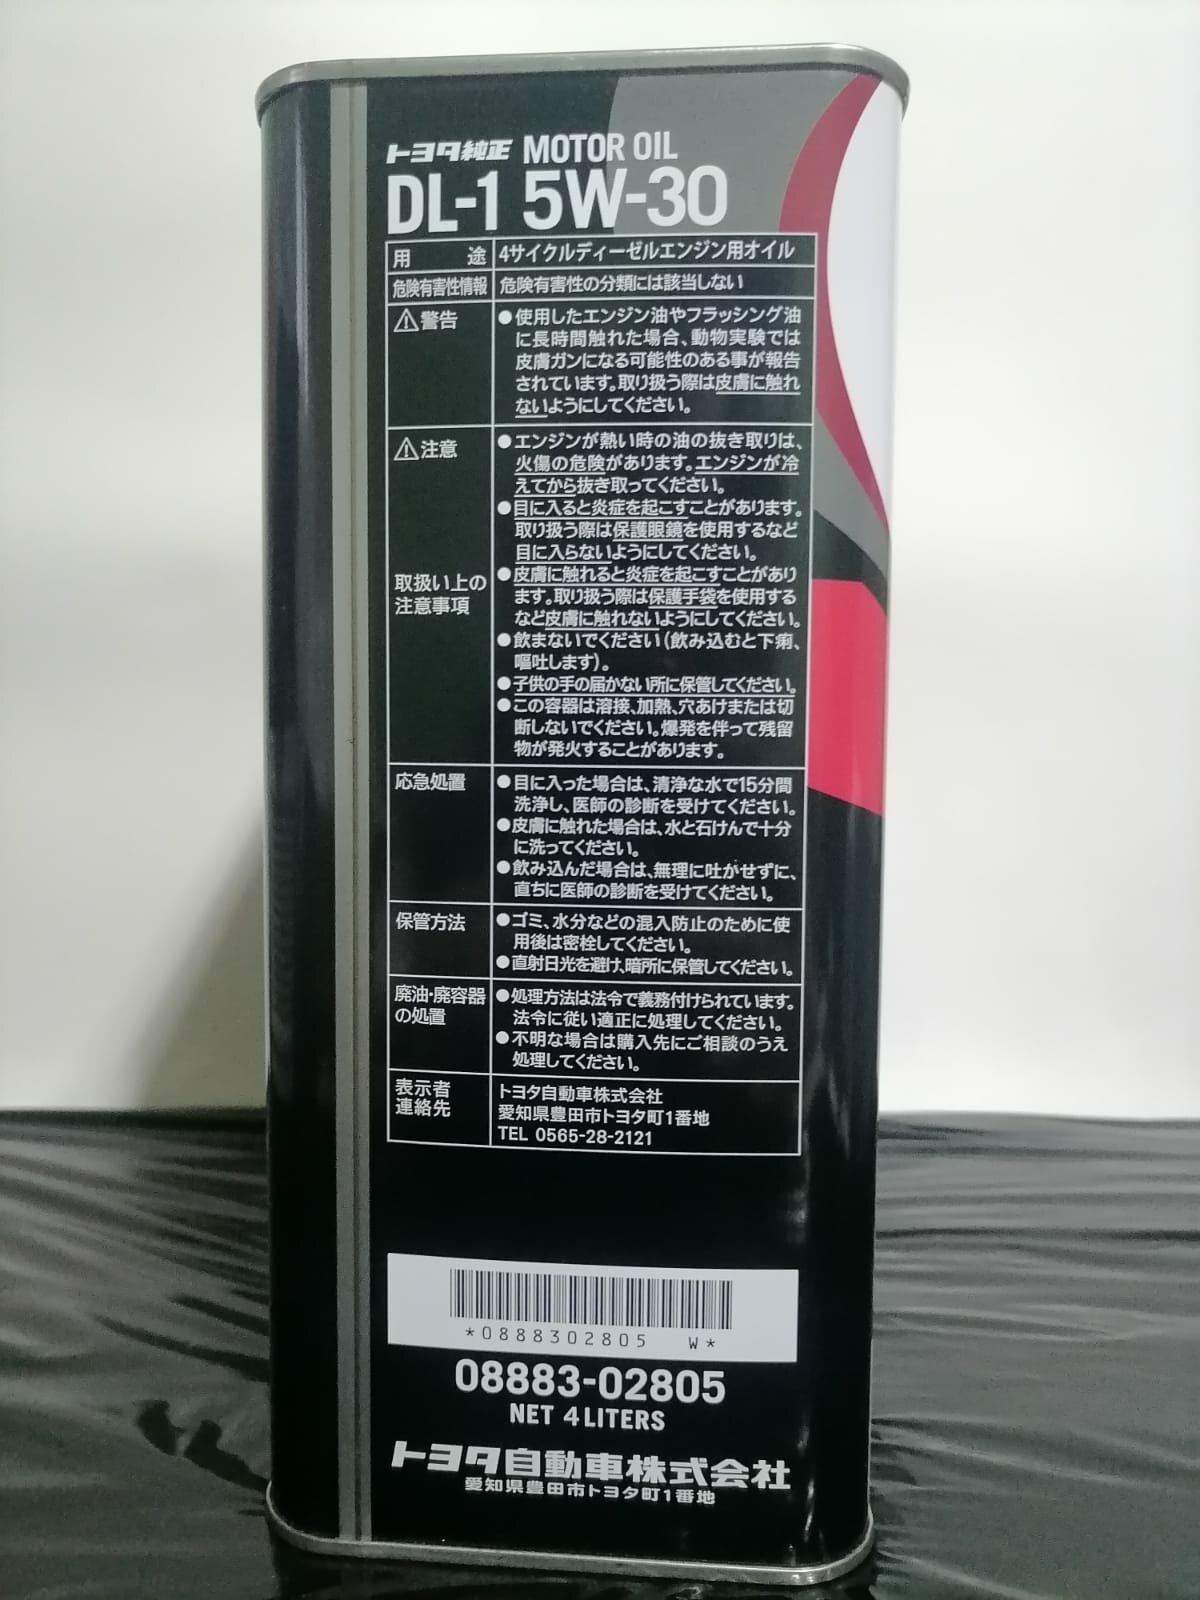 トヨタ純正 MOTOR OIL
DL-1 5W-30
用途 4サイクルディーゼルエンジン用オイル
危険有害性情報 危険有害性の分類には該当しない
⚠警告
●使用したエンジン油やフラッシング油
に長時間触れた場合、動物実験では
皮膚ガンになる可能性のある事が報告
されています。取り扱う際は皮膚に触れ
ないようにしてください。
⚠注意
取扱い上の
注意事項
●エンジンが熱い時の油の抜き取りは、
火傷の危険があります。エンジンが冷
えてから抜き取ってください。
●目に入ると炎症を起こすことがあります。
取り扱う際は保護眼鏡を使用するなど
目に入らないようにしてください。
●皮膚に触れると炎症を起こすことがあり
ます。取り扱う際は保護手袋を使用する
など皮膚に触れないようにしてください。
●飲まないでください（飲み込むと下痢、
嘔吐します）。
●子供の手の届かない所に保管してください。
●この容器は溶接、加熱、穴あけまたは切
断しないでください。爆発を伴って残留
物が発火することがあります。
応急処置
●目に入った場合は、清浄な水で15分間
洗浄し、医師の診断を受けてください。
●皮膚に触れた場合は、水と石けんで十分
に洗ってください。
●飲み込んだ場合は、無理に吐がせずに、
直ちに医師の診断を受けてください。
保管方法
●ゴミ、水分などの混入防止のために使
用後は密栓してください。
●直射日光を避け、暗所に保管してください。
廃油・廃容器
の処置
●処理方法は法令で義務付けられています。
法令に従い適正に処理してください。
●不明な場合は購入先にご相談のうえ
処理してください。
表示者
連絡先
トヨタ自動車株式会社
愛知県豊田市トヨタ町1番地
TEL 0565-28-2121
*0888302805 W*
08883-02805
NET 4 LITERS
トヨタ自動車株式会社
愛知県豊田市トヨタ町1番地